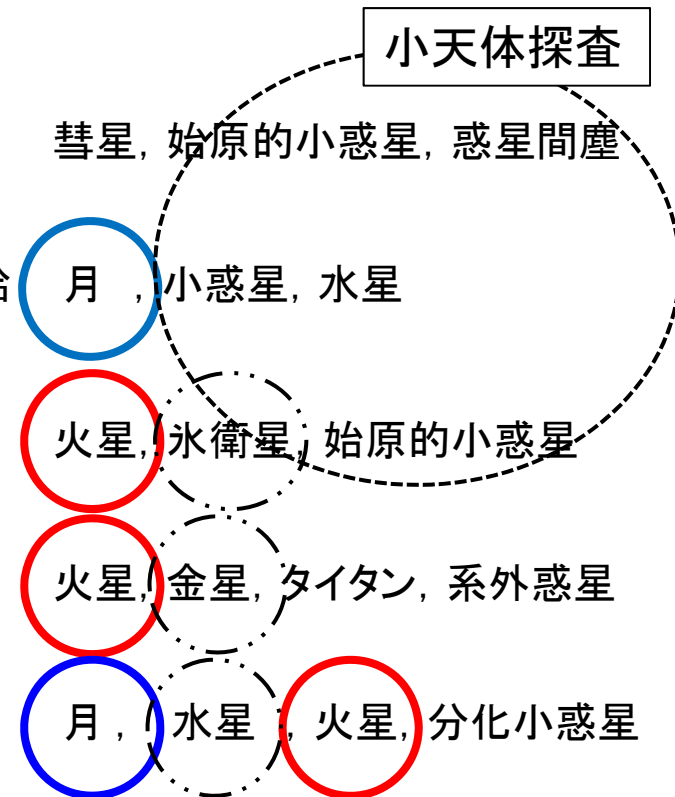 小天体探査
彗星, 始原的小惑星, 惑星間塵
月 , 小惑星, 水星
火星, 氷衛星, 始原的小惑星
火星, 金星, タイタン, 系外惑星
月 , 水星 , 火星, 分化小惑星